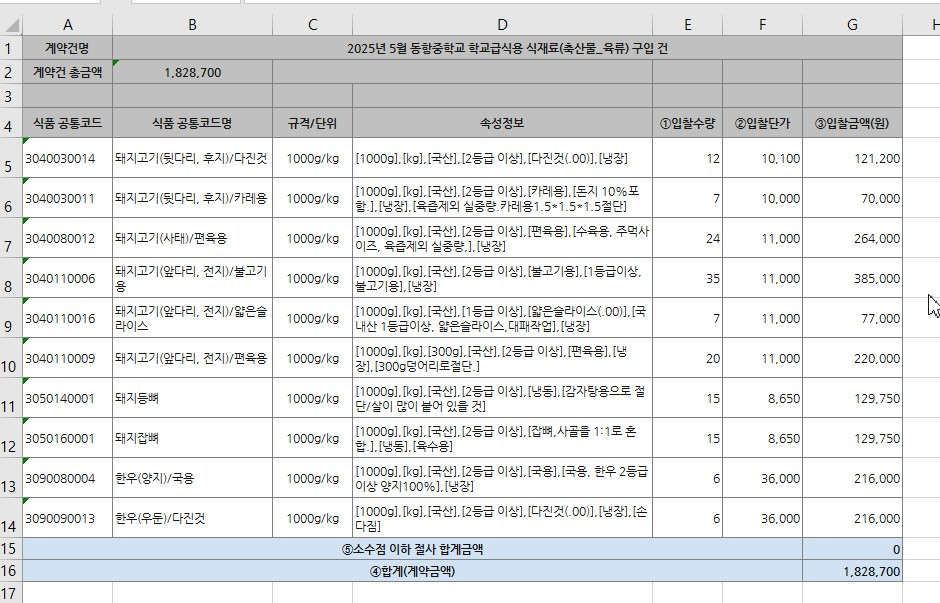 A B C D E F G H
1 계약건명 2025년 5월 동향중학교 학교급식용 식재료(축산물_육류) 구입 건
2 계약건 총금액 1,828,700
3
4 식품 공통코드 식품 공통코드명 규격/단위 속성정보 ①입찰수량 ②입찰단가 ③입찰금액(원)
5 3040030014 돼지고기(뒷다리, 후지)/다진것 1000g/kg [1000g],[kg],[국산],[2등급 이상],[다진것(.00)],[냉장] 12 10,100 121,200
6 3040030011 돼지고기(뒷다리, 후지)/카레용 1000g/kg [1000g],[kg],[국산],[2등급 이상],[카레용],[돈지 10%포
함.],[냉장],[육즙제외 실중량.카레용1.5*1.5*1.5절단] 7 10,000 70,000
7 3040080012 돼지고기(사태)/편육용 1000g/kg [1000g],[kg],[국산],[2등급 이상],[편육용],[수육용, 주먹사
이즈, 육즙제외 실중량,],[냉장] 24 11,000 264,000
8 3040110006 돼지고기(앞다리, 전지)/불고기
용 1000g/kg [1000g],[kg],[국산],[2등급 이상],[불고기용],[1등급이상,
불고기용],[냉장] 35 11,000 385,000
9 3040110016 돼지고기(앞다리, 전지)/얇은슬
라이스 1000g/kg [1000g],[kg],[국산],[1등급 이상],[얇은슬라이스(.00)],[국
내산 1등급이상, 얇은슬라이스,대패작업],[냉장] 7 11,000 77,000
10 3040110009 돼지고기(앞다리, 전지)/편육용 1000g/kg [1000g],[kg],[300g],[국산],[2등급 이상],[편육용],[냉
장],[300g덩어리로절단.] 20 11,000 220,000
11 3050140001 돼지등뼈 1000g/kg [1000g],[kg],[국산],[2등급 이상],[냉동],[감자탕용으로 절
단/살이 많이 붙어 있을 것] 15 8,650 129,750
12 3050160001 돼지잡뼈 1000g/kg [1000g],[kg],[국산],[2등급 이상],[잡뼈,사골을 1:1로 혼
합.],[냉동],[육수용] 15 8,650 129,750
13 3090080004 한우(양지)/국용 1000g/kg [1000g],[kg],[국산],[2등급 이상],[국용],[국용, 한우 2등급
이상 양지100%],[냉장] 6 36,000 216,000
14 3090090013 한우(우둔)/다진것 1000g/kg [1000g],[kg],[국산],[2등급 이상],[다진것(.00)],[냉장],[손
다짐] 6 36,000 216,000
15 ⑤소수점 이하 절사 합계금액 0
16 ④합계(계약금액) 1,828,700
17